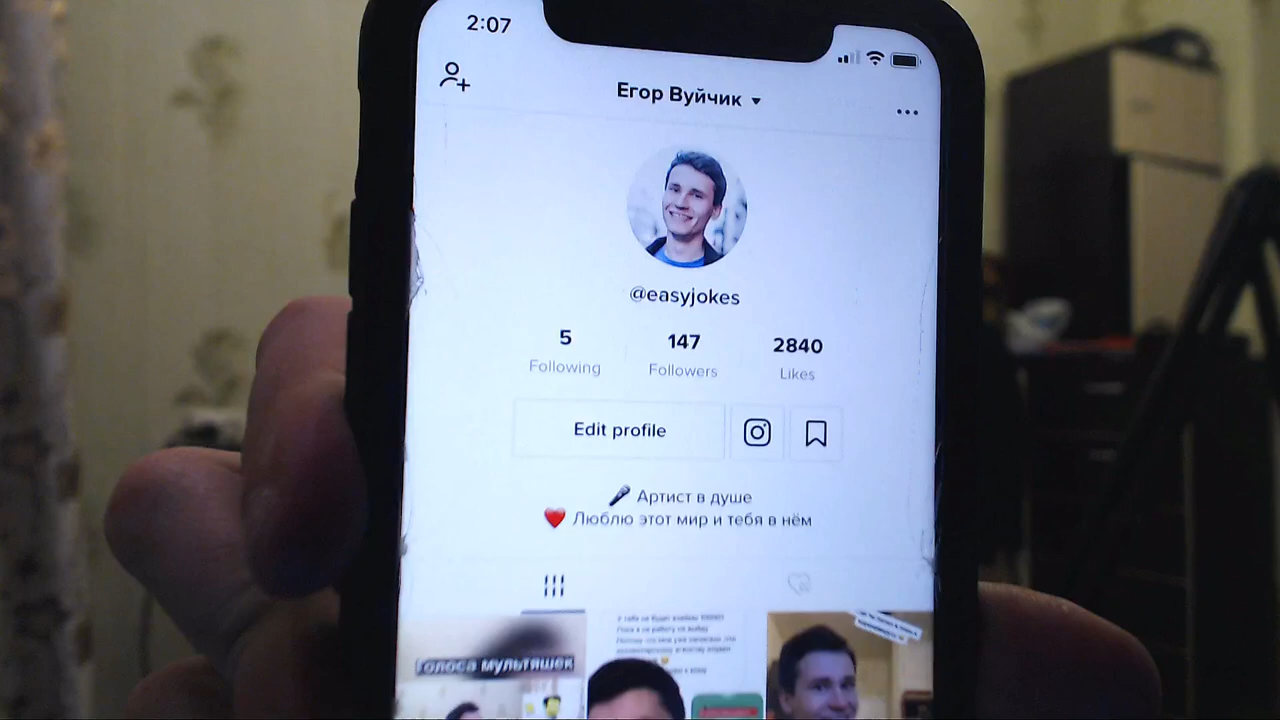 2:07
Егор Вуйчик
@easyjokes
5 147 2840
Following Followers Likes
Edit profile
🎤 Артист в душе
❤️ Люблю этот мир и тебя в нём
Голоса мультяшек